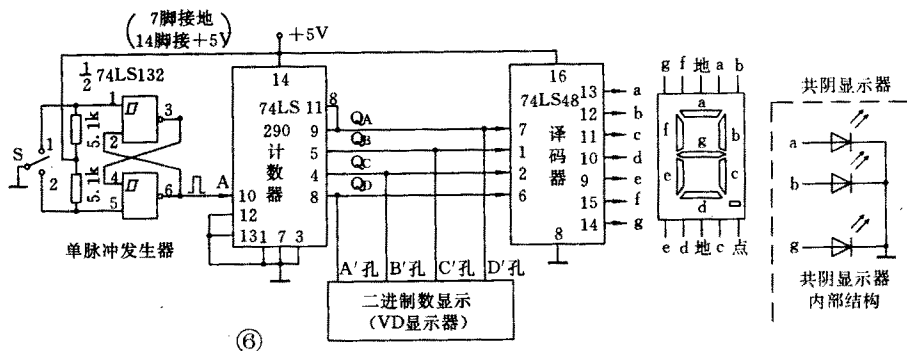 7脚接地
14脚接+5V
+5V
1/2 74LS132
1
2
3
4
5
6
5.1k
5.1k
S
1
2
单脉冲发生器
A
14
74LS
290
计数器
11
8
9
5
4
8
10
12
13
1
7
3
QA
QB
QC
QD
A′孔
B′孔
C′孔
D′孔
二进制数显示
(VD显示器)
16
74LS48
译码器
7
1
2
6
13
12
11
10
9
15
14
8
a
b
c
d
e
f
g
g f 地 a b
a
f
b
g
e
c
d
e d 地 c 点
共阴显示器
a
b
g
共阴显示器
内部结构
⑥